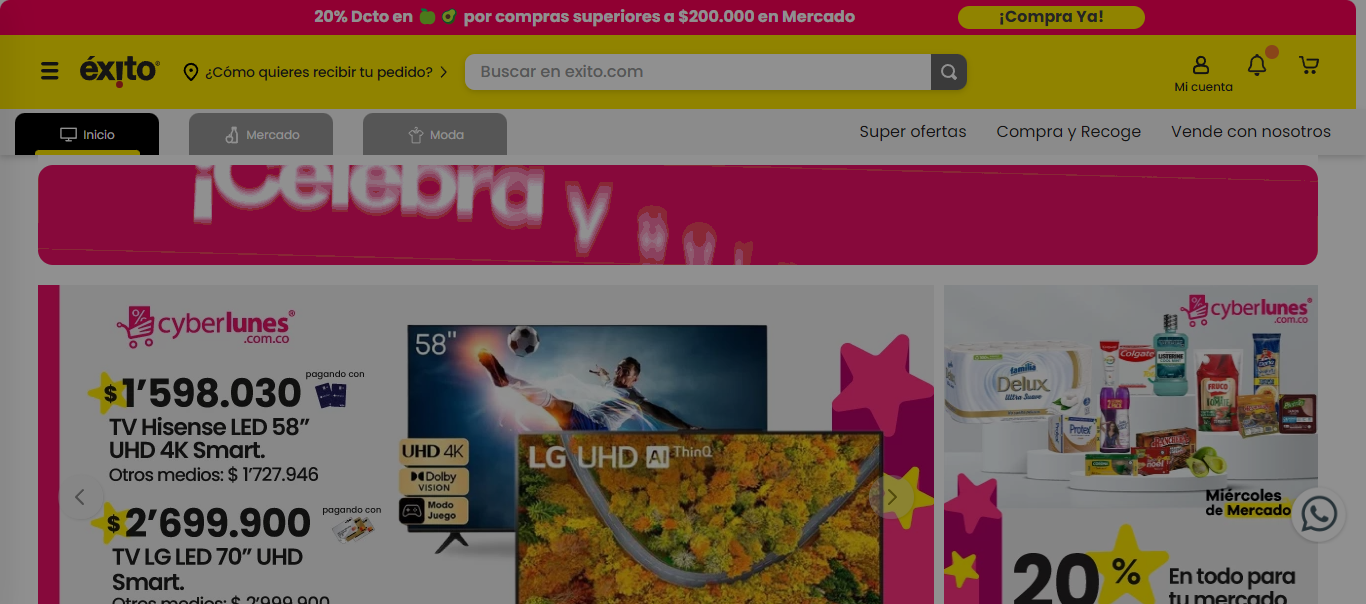 20% Dcto en por compras superiores a $200.000 en Mercado
¡Compra Ya!
éxito
¿Cómo quieres recibir tu pedido?
Buscar en exito.com
Mi cuenta
Inicio
Mercado
Moda
Super ofertas
Compra y Recoge
Vende con nosotros
¡Celebra y
cyberlunes
.com.co
$1'598.030
pagando con
TV Hisense LED 58”
UHD 4K Smart.
Otros medios: $ 1'727.946
$2'699.900
pagando con
TV LG LED 70” UHD
Smart.
Otros medios: $ 2'999.900
58"
UHD 4K
Dolby
VISION
Modo
Juego
LG UHD AI ThinQ
cyberlunes
.com.co
familia
Delux
Ultra Suave
Colgate
LISTERINE
Protex
FRUCO
Miércoles
de Mercado
20%
En todo para
tu mercado